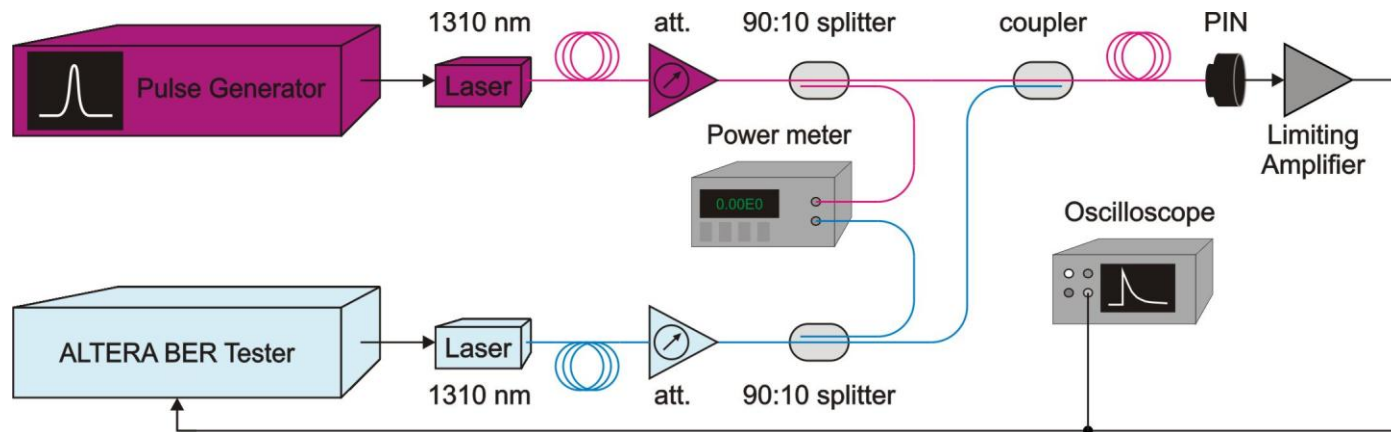 1310 nm
att.
90:10 splitter
coupler
PIN
Pulse Generator
Laser
Power meter
0.00E0
Limiting
Amplifier
Oscilloscope
ALTERA BER Tester
Laser
1310 nm
att.
90:10 splitter